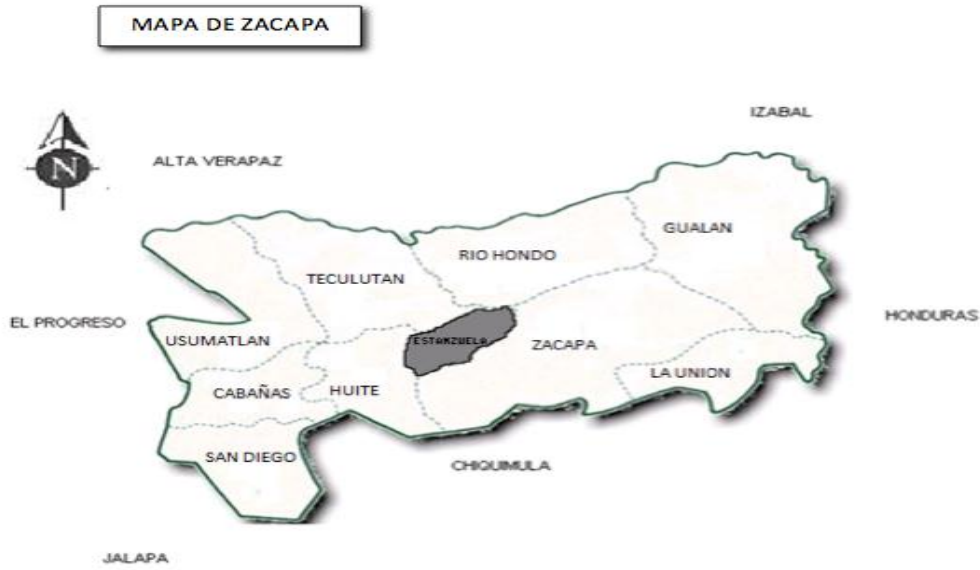 MAPA DE ZACAPA
IZABAL
N
ALTA VERAPAZ
GUALAN
RIO HONDO
TECULUTAN
EL PROGRESO
HONDURAS
USUMATLAN
ESTANZUELA
ZACAPA
LA UNION
CABAÑAS
HUITE
SAN DIEGO
CHIQUIMULA
JALAPA